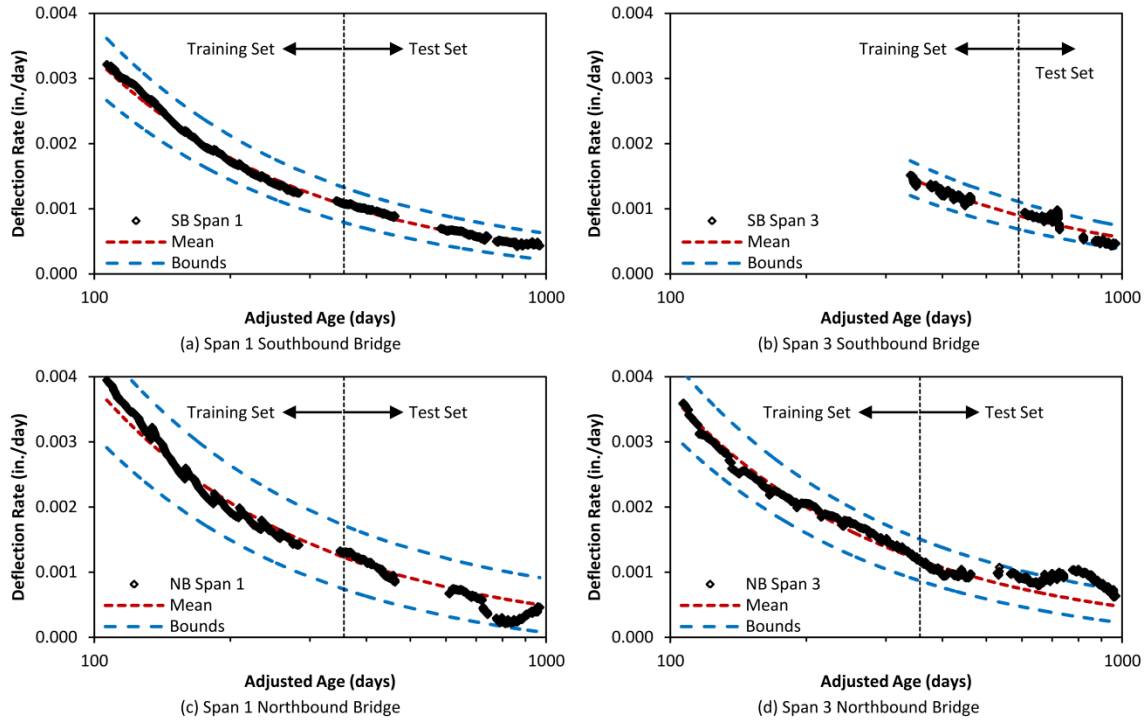 0.004
0.003
0.002
0.001
0.000
Deflection Rate (in./day)
Training Set
Test Set
SB Span 1
Mean
Bounds
100
1000
Adjusted Age (days)
(a) Span 1 Southbound Bridge
0.004
0.003
0.002
0.001
0.000
Deflection Rate (in./day)
Training Set
Test Set
SB Span 3
Mean
Bounds
100
1000
Adjusted Age (days)
(b) Span 3 Southbound Bridge
0.004
0.003
0.002
0.001
0.000
Deflection Rate (in./day)
Training Set
Test Set
NB Span 1
Mean
Bounds
100
1000
Adjusted Age (days)
(c) Span 1 Northbound Bridge
0.004
0.003
0.002
0.001
0.000
Deflection Rate (in./day)
Training Set
Test Set
NB Span 3
Mean
Bounds
100
1000
Adjusted Age (days)
(d) Span 3 Northbound Bridge